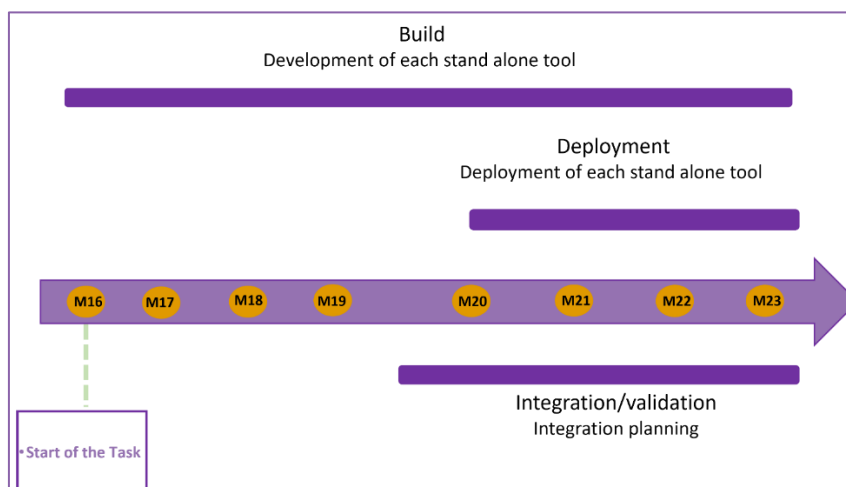 Build
Development of each stand alone tool
Deployment
Deployment of each stand alone tool
M16 M17 M18 M19 M20 M21 M22 M23
Integration/validation
Integration planning
•Start of the Task